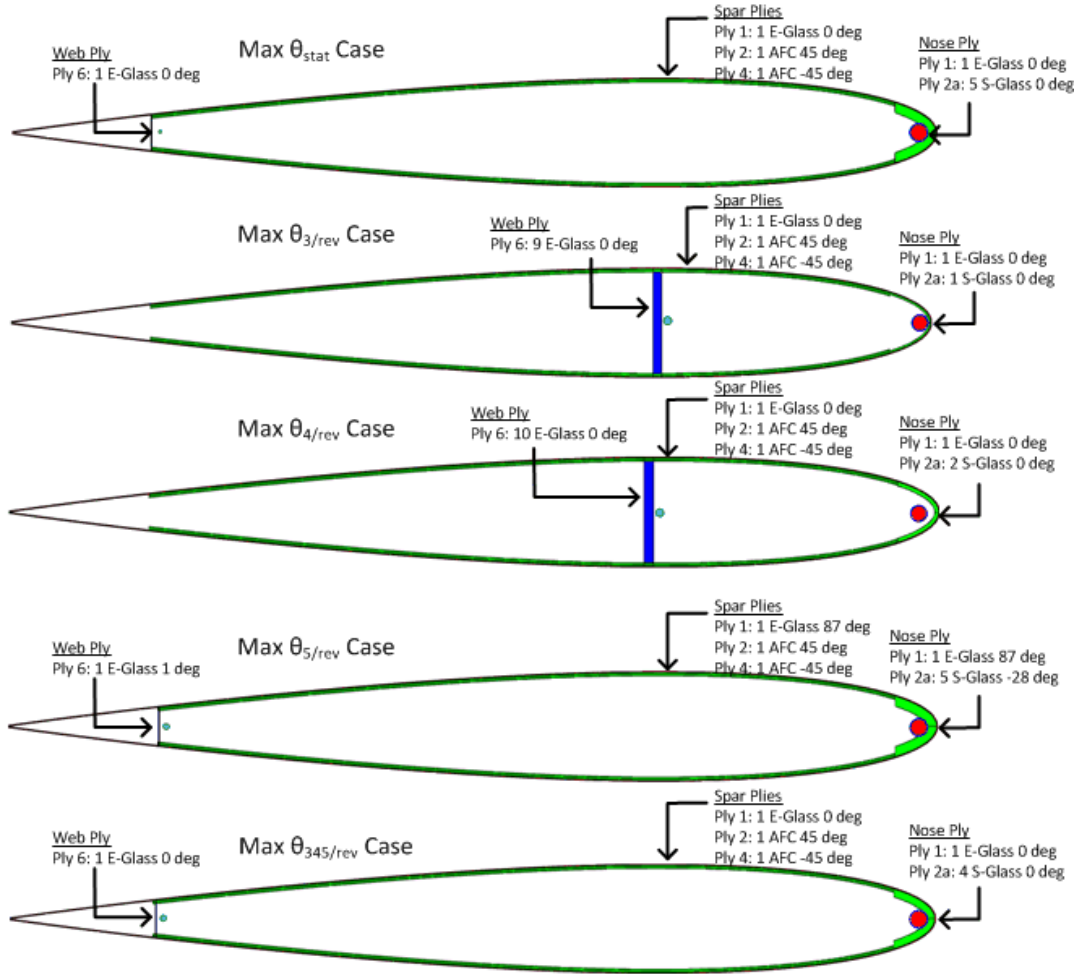 Max θstat Case
Web Ply
Ply 6: 1 E-Glass 0 deg
Spar Plies
Ply 1: 1 E-Glass 0 deg
Ply 2: 1 AFC 45 deg
Ply 4: 1 AFC -45 deg
Nose Ply
Ply 1: 1 E-Glass 0 deg
Ply 2a: 5 S-Glass 0 deg
Max θ3/rev Case
Web Ply
Ply 6: 9 E-Glass 0 deg
Spar Plies
Ply 1: 1 E-Glass 0 deg
Ply 2: 1 AFC 45 deg
Ply 4: 1 AFC -45 deg
Nose Ply
Ply 1: 1 E-Glass 0 deg
Ply 2a: 1 S-Glass 0 deg
Max θ4/rev Case
Web Ply
Ply 6: 10 E-Glass 0 deg
Spar Plies
Ply 1: 1 E-Glass 0 deg
Ply 2: 1 AFC 45 deg
Ply 4: 1 AFC -45 deg
Nose Ply
Ply 1: 1 E-Glass 0 deg
Ply 2a: 2 S-Glass 0 deg
Max θ5/rev Case
Web Ply
Ply 6: 1 E-Glass 1 deg
Spar Plies
Ply 1: 1 E-Glass 87 deg
Ply 2: 1 AFC 45 deg
Ply 4: 1 AFC -45 deg
Nose Ply
Ply 1: 1 E-Glass 87 deg
Ply 2a: 5 S-Glass -28 deg
Max θ345/rev Case
Web Ply
Ply 6: 1 E-Glass 0 deg
Spar Plies
Ply 1: 1 E-Glass 0 deg
Ply 2: 1 AFC 45 deg
Ply 4: 1 AFC -45 deg
Nose Ply
Ply 1: 1 E-Glass 0 deg
Ply 2a: 4 S-Glass 0 deg